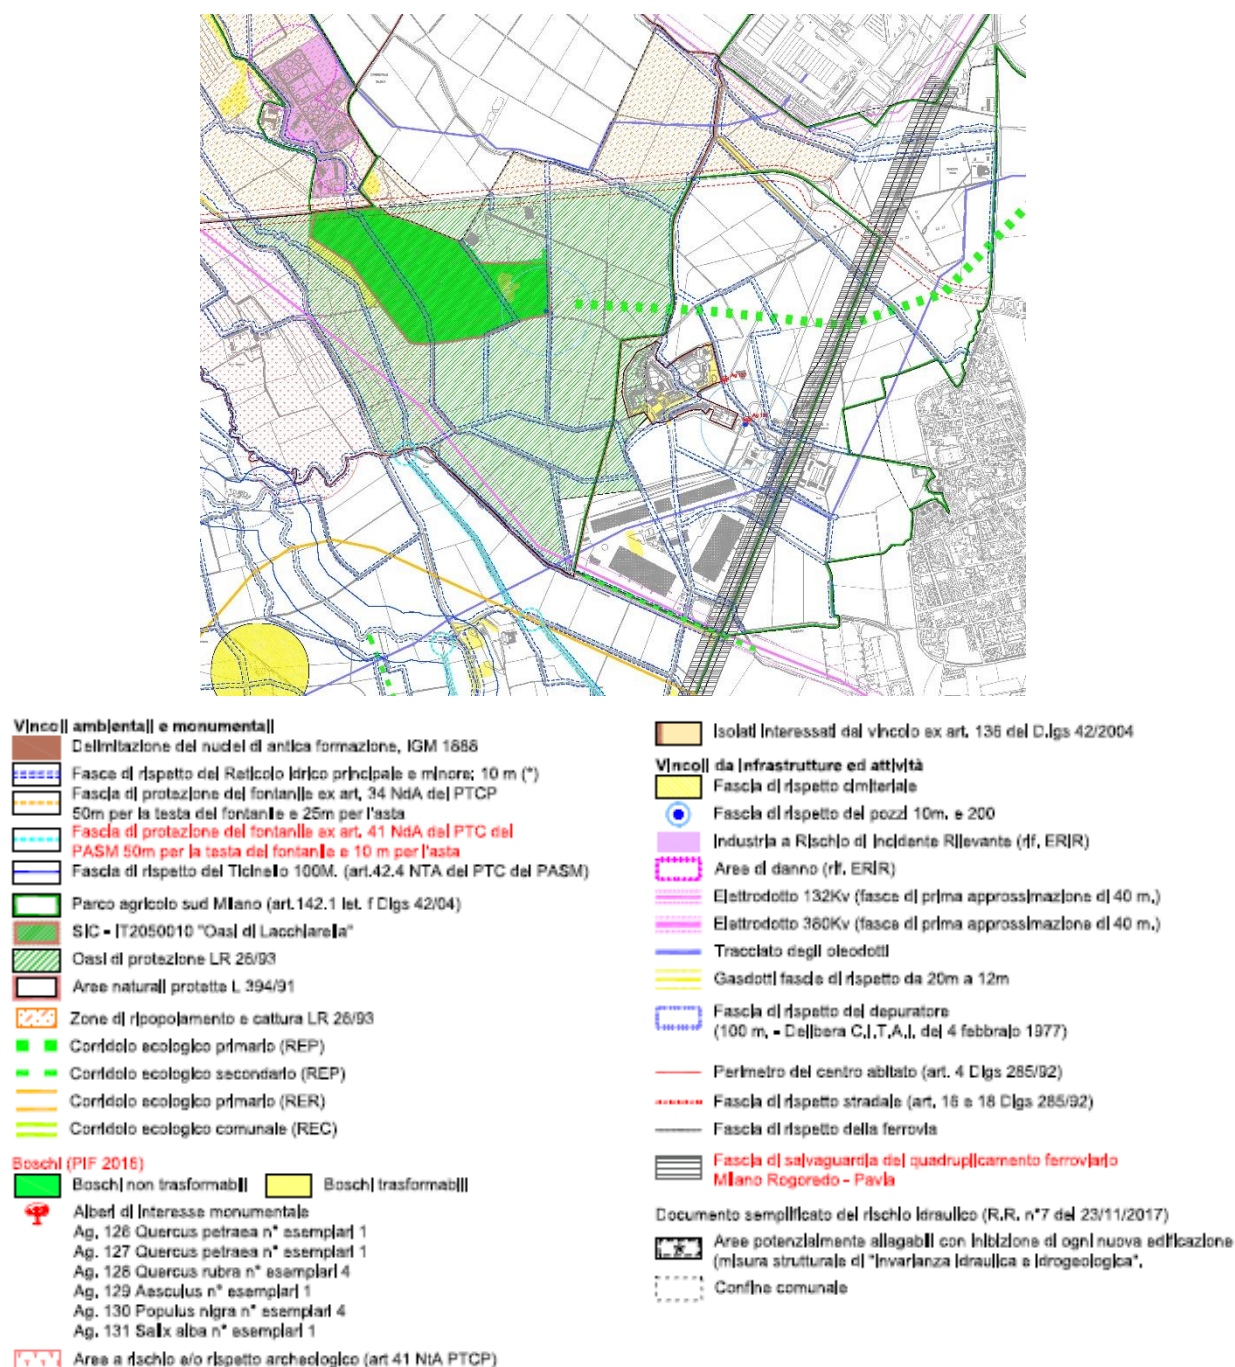 Vincoli ambientali e monumentali
Delimitazione dei nuclei di antica formazione, IGM 1888
Fasce di rispetto del Reticolo idrico principale e minore; 10 m (*)
Fascia di protezione dei fontanile ex art. 34 NdA del PTCP
50m per la testa del fontanile e 25m per l'asta
Fascia di protezione dei fontanile ex art. 41 NdA del PTC del
PASM 50m per la testa del fontanile e 10 m per l'asta
Fascia di rispetto del Ticinello 100M. (art.42.4 NTA del PTC del PASM)
Parco agricolo sud Milano (art.142.1 let. f Dlgs 42/04)
SIC - IT2050010 "Oasi di Lacchiarella"
Oasi di protezione LR 26/93
Aree naturali protette L 394/91
Zone di ripopolamento e cattura LR 26/93
Corridoio ecologico primario (REP)
Corridoio ecologico secondario (REP)
Corridoio ecologico primario (RER)
Corridoio ecologico comunale (REC)
Boschi (PIF 2016)
Boschi non trasformabili
Boschi trasformabili
Alberi di interesse monumentale
Ag. 126 Quercus petraea n° esemplari 1
Ag. 127 Quercus petraea n° esemplari 1
Ag. 128 Quercus rubra n° esemplari 4
Ag. 129 Aesculus n° esemplari 1
Ag. 130 Populus nigra n° esemplari 4
Ag. 131 Salix alba n° esemplari 1
Aree a rischio e/o rispetto archeologico (art 41 NtA PTCP)
Isolati interessati dal vincolo ex art. 136 del D.lgs 42/2004
Vincoli da infrastrutture ed attività
Fascia di rispetto cimiteriale
Fascia di rispetto dei pozzi 10m. e 200
Industria a Rischio di Incidente Rilevante (rif. ERIR)
Aree di danno (rif. ERIR)
Elettrodotto 132Kv (fasce di prima approssimazione di 40 m.)
Elettrodotto 380Kv (fasce di prima approssimazione di 40 m.)
Tracciato degli oleodotti
Gasdotti fascie di rispetto da 20m a 12m
Fascia di rispetto del depuratore
(100 m. - Delibera C.I.T.A.I. del 4 febbraio 1977)
Perimetro del centro abitato (art. 4 Dlgs 285/92)
Fascia di rispetto stradale (art. 16 e 18 Dlgs 285/92)
Fascia di rispetto della ferrovia
Fascia di salvaguardia del quadruplicamento ferroviario
Milano Rogoredo - Pavia
Documento semplificato del rischio idraulico (R.R. n°7 del 23/11/2017)
Aree potenzialmente allagabili con inibizione di ogni nuova edificazione
(misura strutturale di "invarianza idraulica e idrogeologica".
Confine comunale